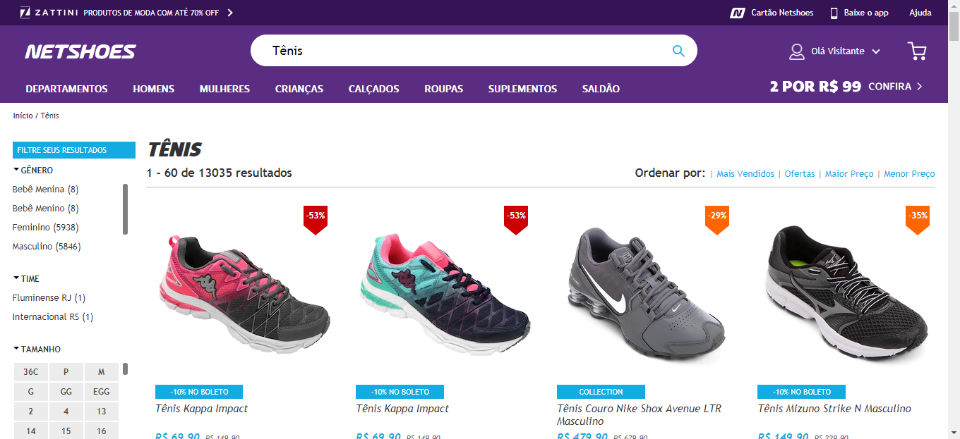 ZATTINI PRODUTOS DE MODA COM ATÉ 70% OFF
Cartão Netshoes Baixe o app Ajuda
NETSHOES
Tênis
Olá Visitante
DEPARTAMENTOS HOMENS MULHERES CRIANÇAS CALÇADOS ROUPAS SUPLEMENTOS SALDÃO
2 POR R$ 99 CONFIRA
Início / Tênis
FILTRE SEUS RESULTADOS
GÊNERO
Bebê Menina (8)
Bebê Menino (8)
Feminino (5938)
Masculino (5846)
TIME
Fluminense RJ (1)
Internacional RS (1)
TAMANHO
36C P M
G GG EGG
2 4 13
14 15 16
TÊNIS
1 - 60 de 13035 resultados
Ordenar por: | Mais Vendidos | Ofertas | Maior Preço | Menor Preço
-53%
-53%
-29%
-35%
-10% NO BOLETO
Tênis Kappa Impact
R$ 69,90 R$ 149,90
-10% NO BOLETO
Tênis Kappa Impact
R$ 69,90 R$ 149,90
COLLECTION
Tênis Couro Nike Shox Avenue LTR
Masculino
R$ 479,90 R$ 679,90
-10% NO BOLETO
Tênis Mizuno Strike N Masculino
R$ 149,90 R$ 229,90